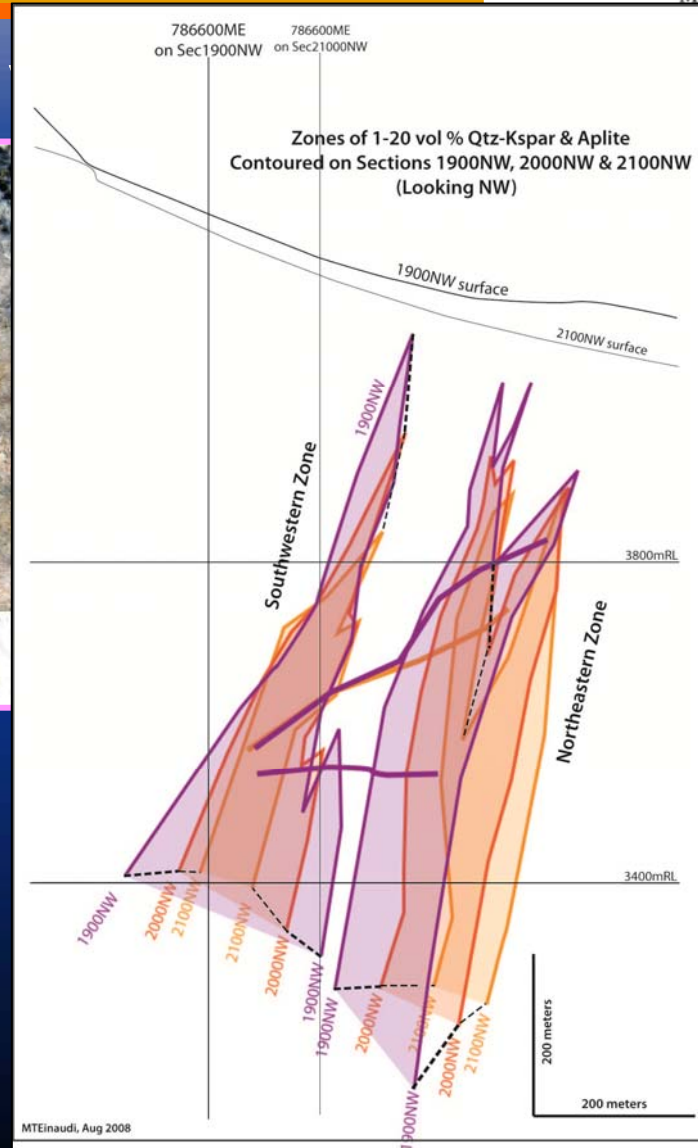 786600ME
on Sec1900NW
786600ME
on Sec21000NW
Zones of 1-20 vol % Qtz-Kspar & Aplite
Contoured on Sections 1900NW, 2000NW & 2100NW
(Looking NW)
1900NW surface
2100NW surface
1900NW
Southwestern Zone
3800mRL
Northeastern Zone
3400mRL
1900NW
2000NW
2100NW
2100NW
2000NW
1900NW
1900NW
2000NW
2100NW
2000NW
2100NW
1900NW
200 meters
200 meters
MTEinaudi, Aug 2008